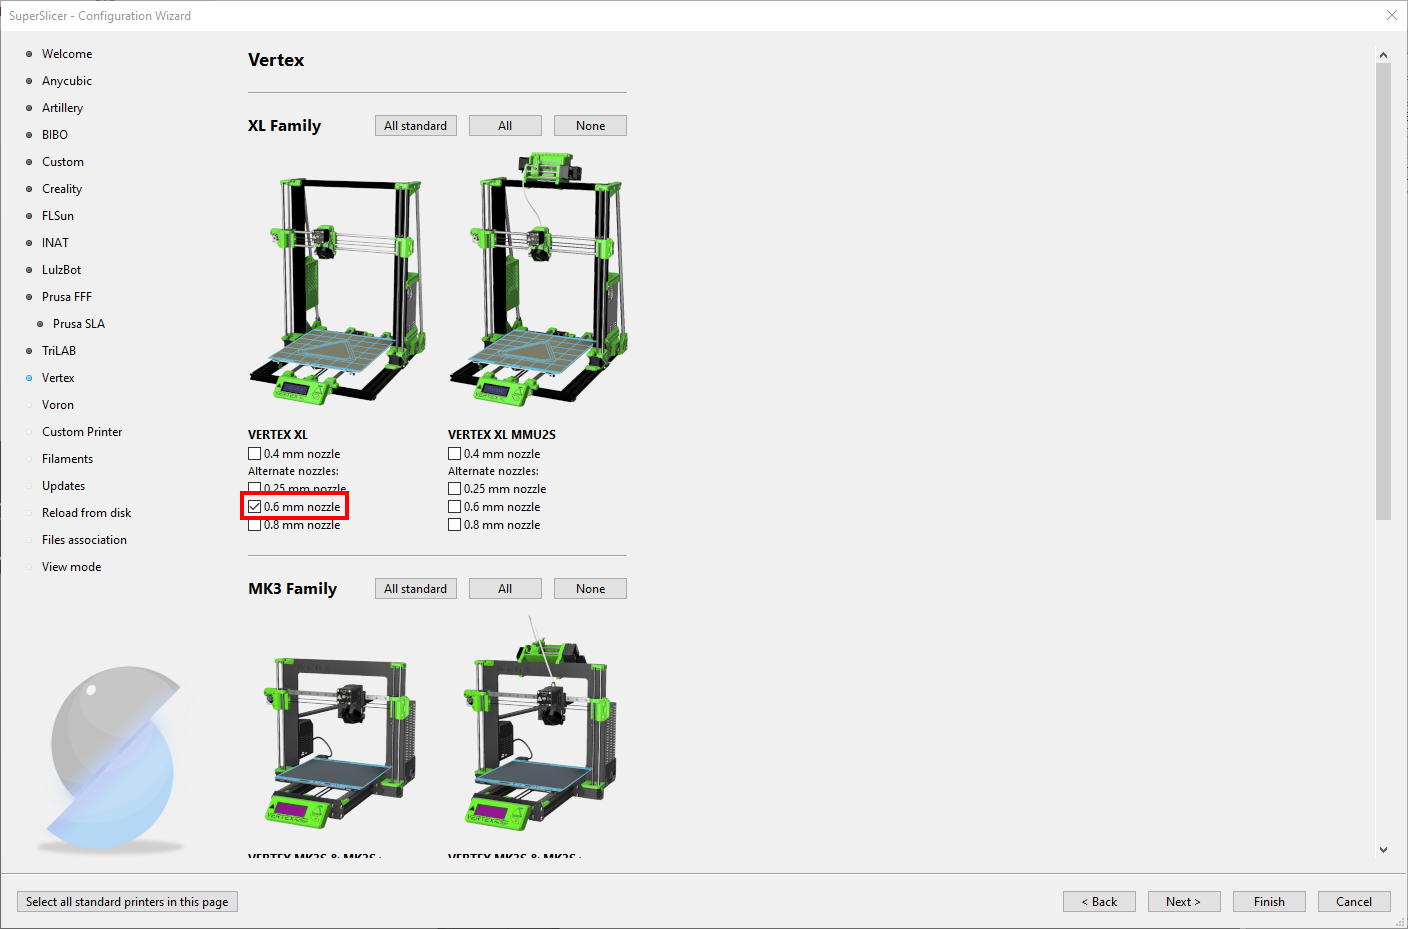 SuperSlicer - Configuration Wizard
Welcome
Anycubic
Artillery
BIBO
Custom
Creality
FLSun
INAT
LulzBot
Prusa FFF
Prusa SLA
TriLAB
Vertex
Voron
Custom Printer
Filaments
Updates
Reload from disk
Files association
View mode
Vertex
XL Family All standard All None
VERTEX XL VERTEX XL MMU2S
0.4 mm nozzle 0.4 mm nozzle
Alternate nozzles: Alternate nozzles:
0.25 mm nozzle 0.25 mm nozzle
0.6 mm nozzle 0.6 mm nozzle
0.8 mm nozzle 0.8 mm nozzle
MK3 Family All standard All None
Select all standard printers in this page < Back Next > Finish Cancel